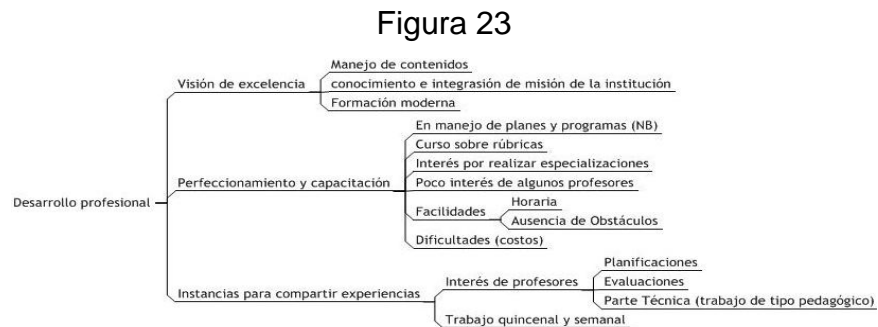 Figura 23
Desarrollo profesional
Visión de excelencia
Manejo de contenidos
conocimiento e integrasión de misión de la institución
Formación moderna
Perfeccionamiento y capacitación
En manejo de planes y programas (NB)
Curso sobre rúbricas
Interés por realizar especializaciones
Poco interés de algunos profesores
Facilidades
Horaria
Ausencia de Obstáculos
Dificultades (costos)
Instancias para compartir experiencias
Interés de profesores
Planificaciones
Evaluaciones
Parte Técnica (trabajo de tipo pedagógico)
Trabajo quincenal y semanal